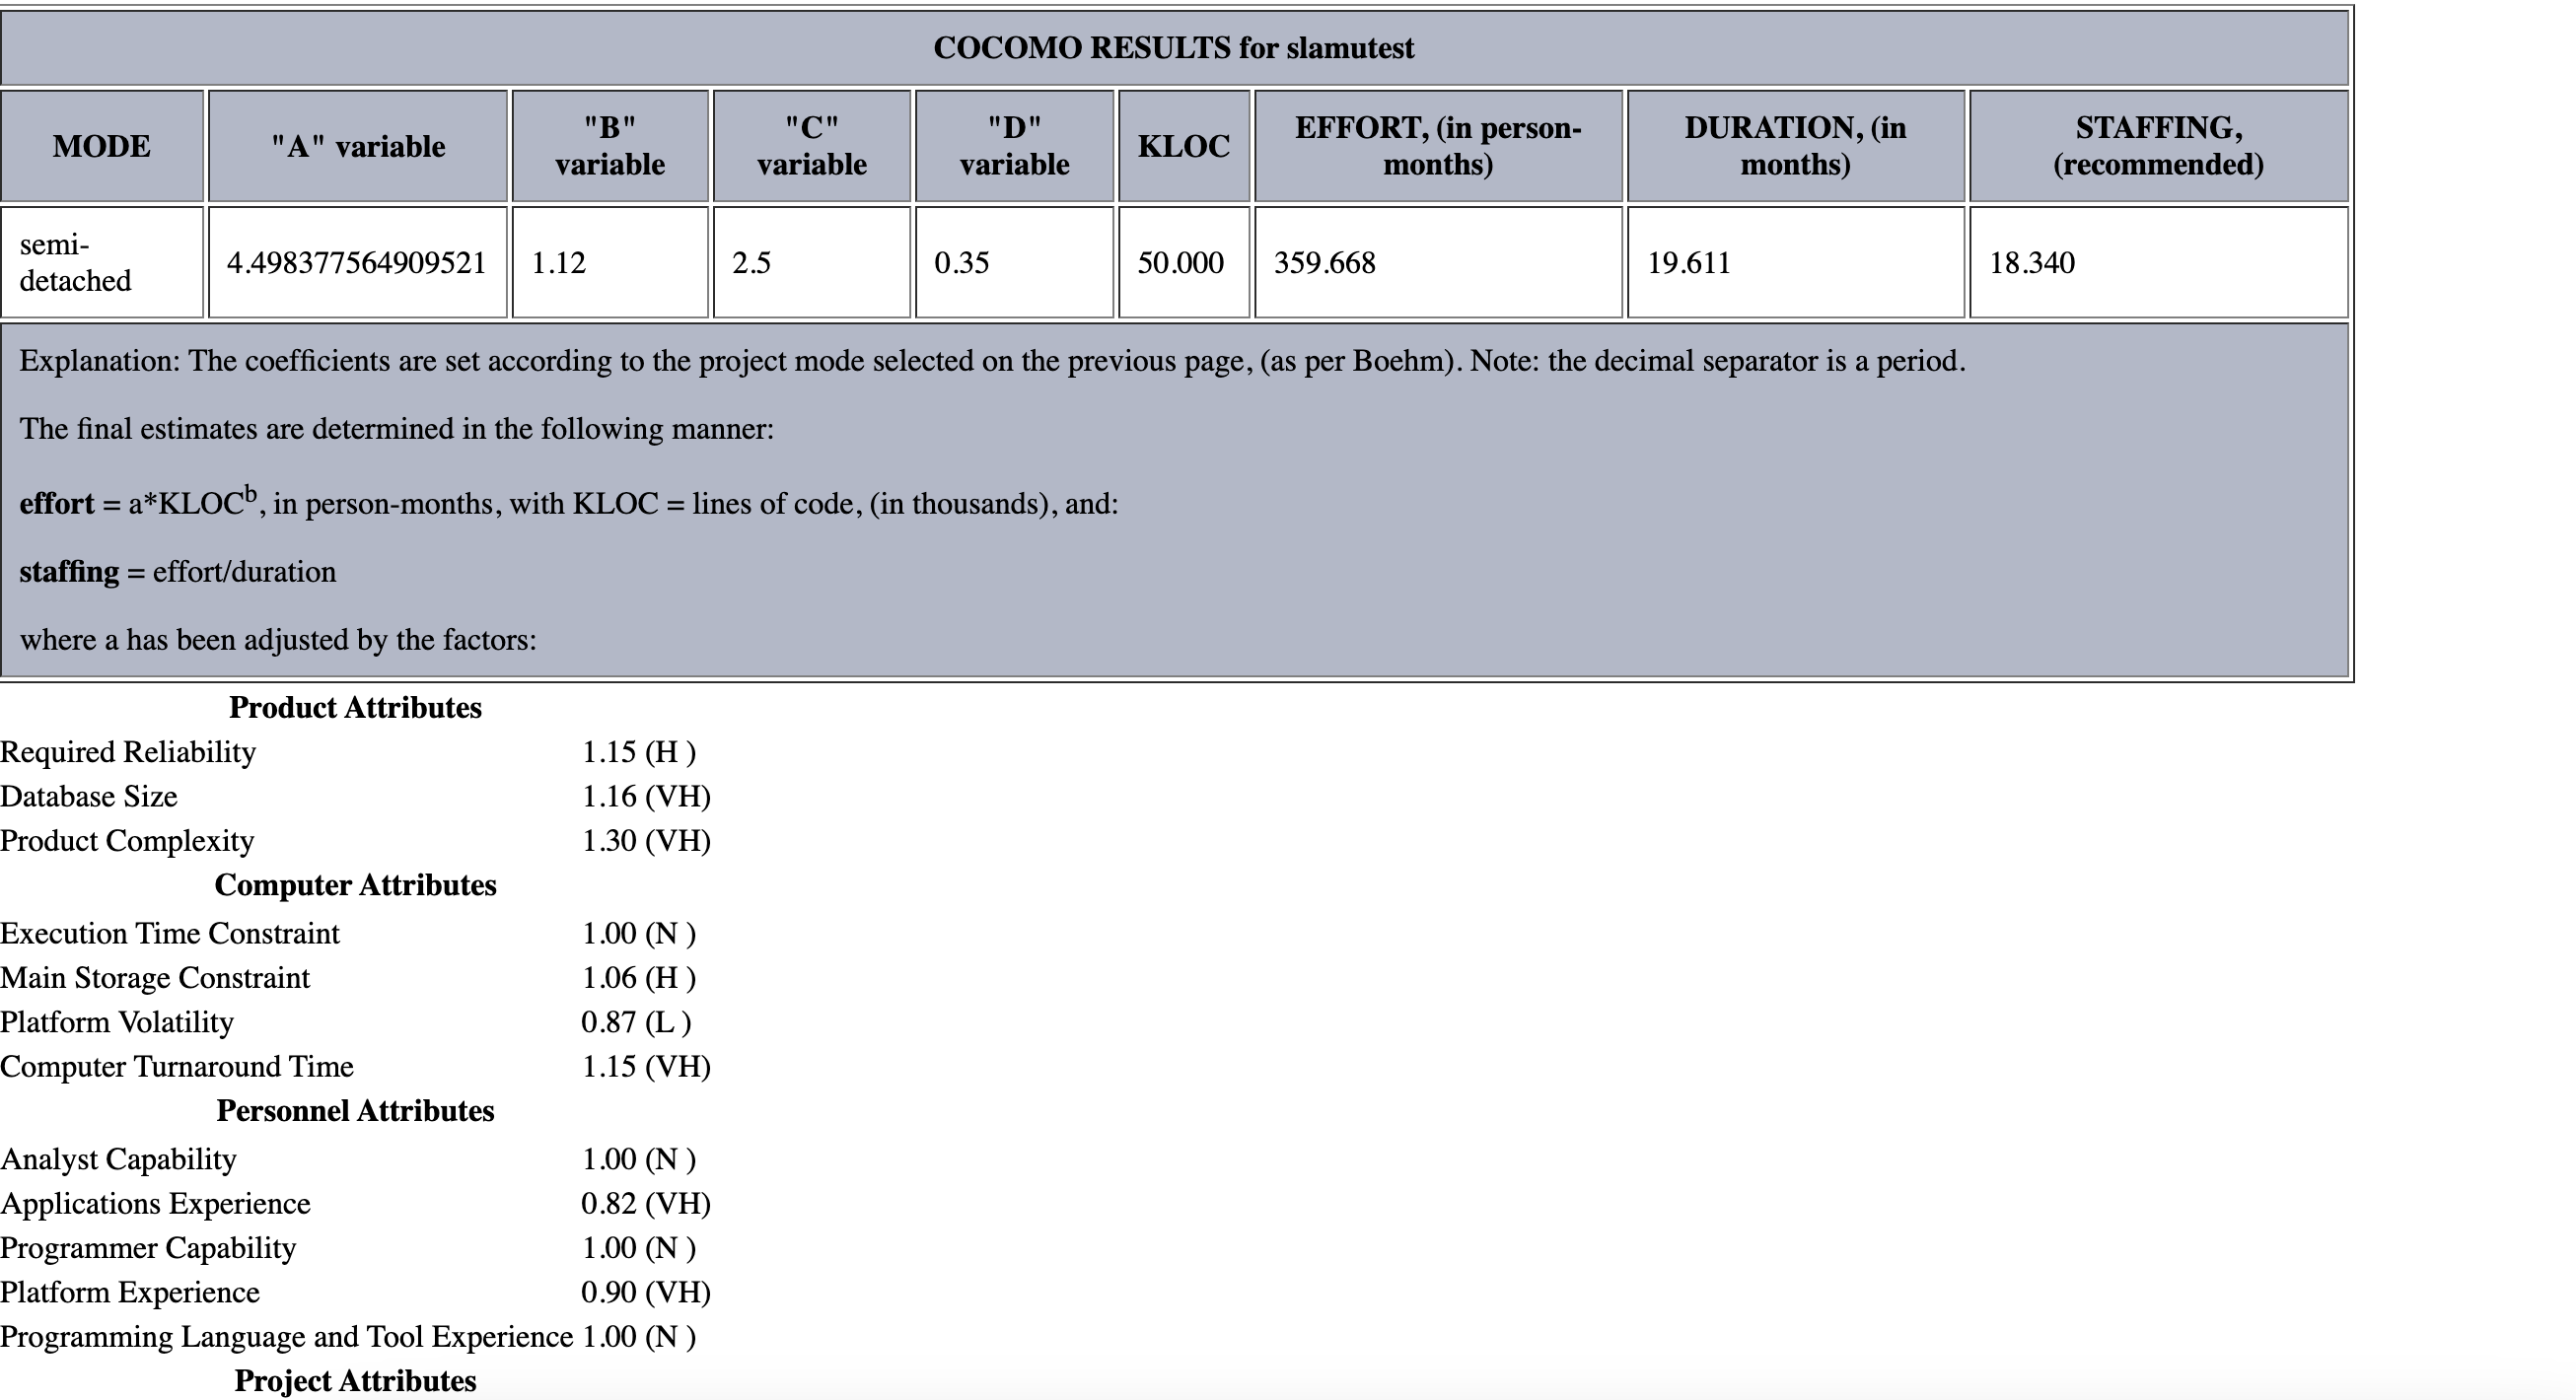 COCOMO RESULTS for slamutest
MODE
"A" variable
"B"
variable
"C"
variable
"D"
variable
KLOC
EFFORT, (in person-
months)
DURATION, (in
months)
STAFFING,
(recommended)
semi-
detached
4.498377564909521
1.12
2.5
0.35
50.000
359.668
19.611
18.340
Explanation: The coefficients are set according to the project mode selected on the previous page, (as per Boehm). Note: the decimal separator is a period.
The final estimates are determined in the following manner:
effort = a*KLOCᵇ, in person-months, with KLOC = lines of code, (in thousands), and:
staffing = effort/duration
where a has been adjusted by the factors:
Product Attributes
Required Reliability 1.15 (H )
Database Size 1.16 (VH)
Product Complexity 1.30 (VH)
Computer Attributes
Execution Time Constraint 1.00 (N )
Main Storage Constraint 1.06 (H )
Platform Volatility 0.87 (L )
Computer Turnaround Time 1.15 (VH)
Personnel Attributes
Analyst Capability 1.00 (N )
Applications Experience 0.82 (VH)
Programmer Capability 1.00 (N )
Platform Experience 0.90 (VH)
Programming Language and Tool Experience 1.00 (N )
Project Attributes